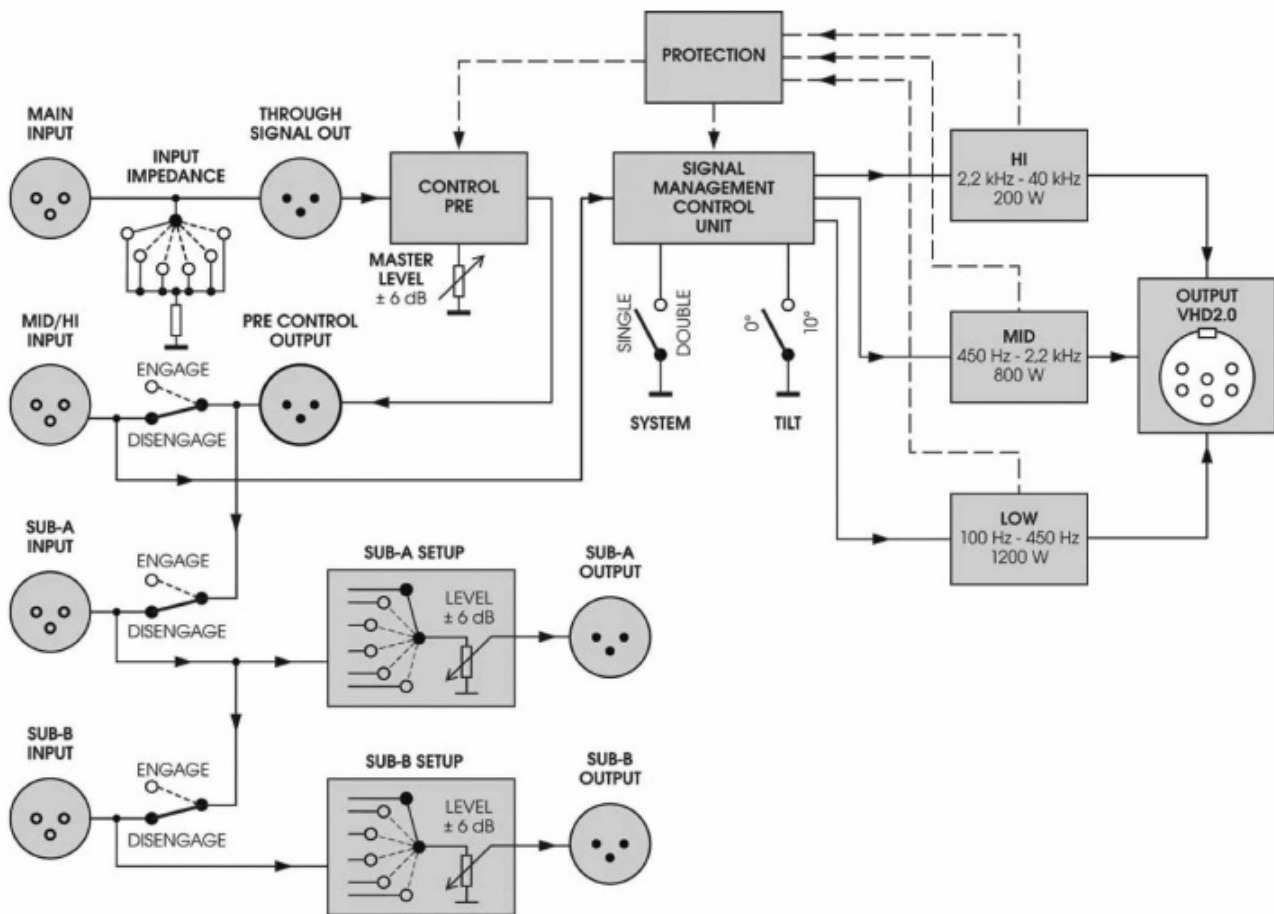 PROTECTION
MAIN
INPUT
THROUGH
SIGNAL OUT
INPUT
IMPEDANCE
CONTROL
PRE
SIGNAL
MANAGEMENT
CONTROL
UNIT
HI
2,2 kHz - 40 kHz
200 W
MASTER
LEVEL
± 6 dB
MID/HI
INPUT
PRE CONTROL
OUTPUT
SINGLE
DOUBLE
0°
10°
SYSTEM
TILT
MID
450 Hz - 2,2 kHz
800 W
OUTPUT
VHD2.0
ENGAGE
DISENGAGE
LOW
100 Hz - 450 Hz
1200 W
SUB-A
INPUT
ENGAGE
DISENGAGE
SUB-A SETUP
LEVEL
± 6 dB
SUB-A
OUTPUT
SUB-B
INPUT
ENGAGE
DISENGAGE
SUB-B SETUP
LEVEL
± 6 dB
SUB-B
OUTPUT